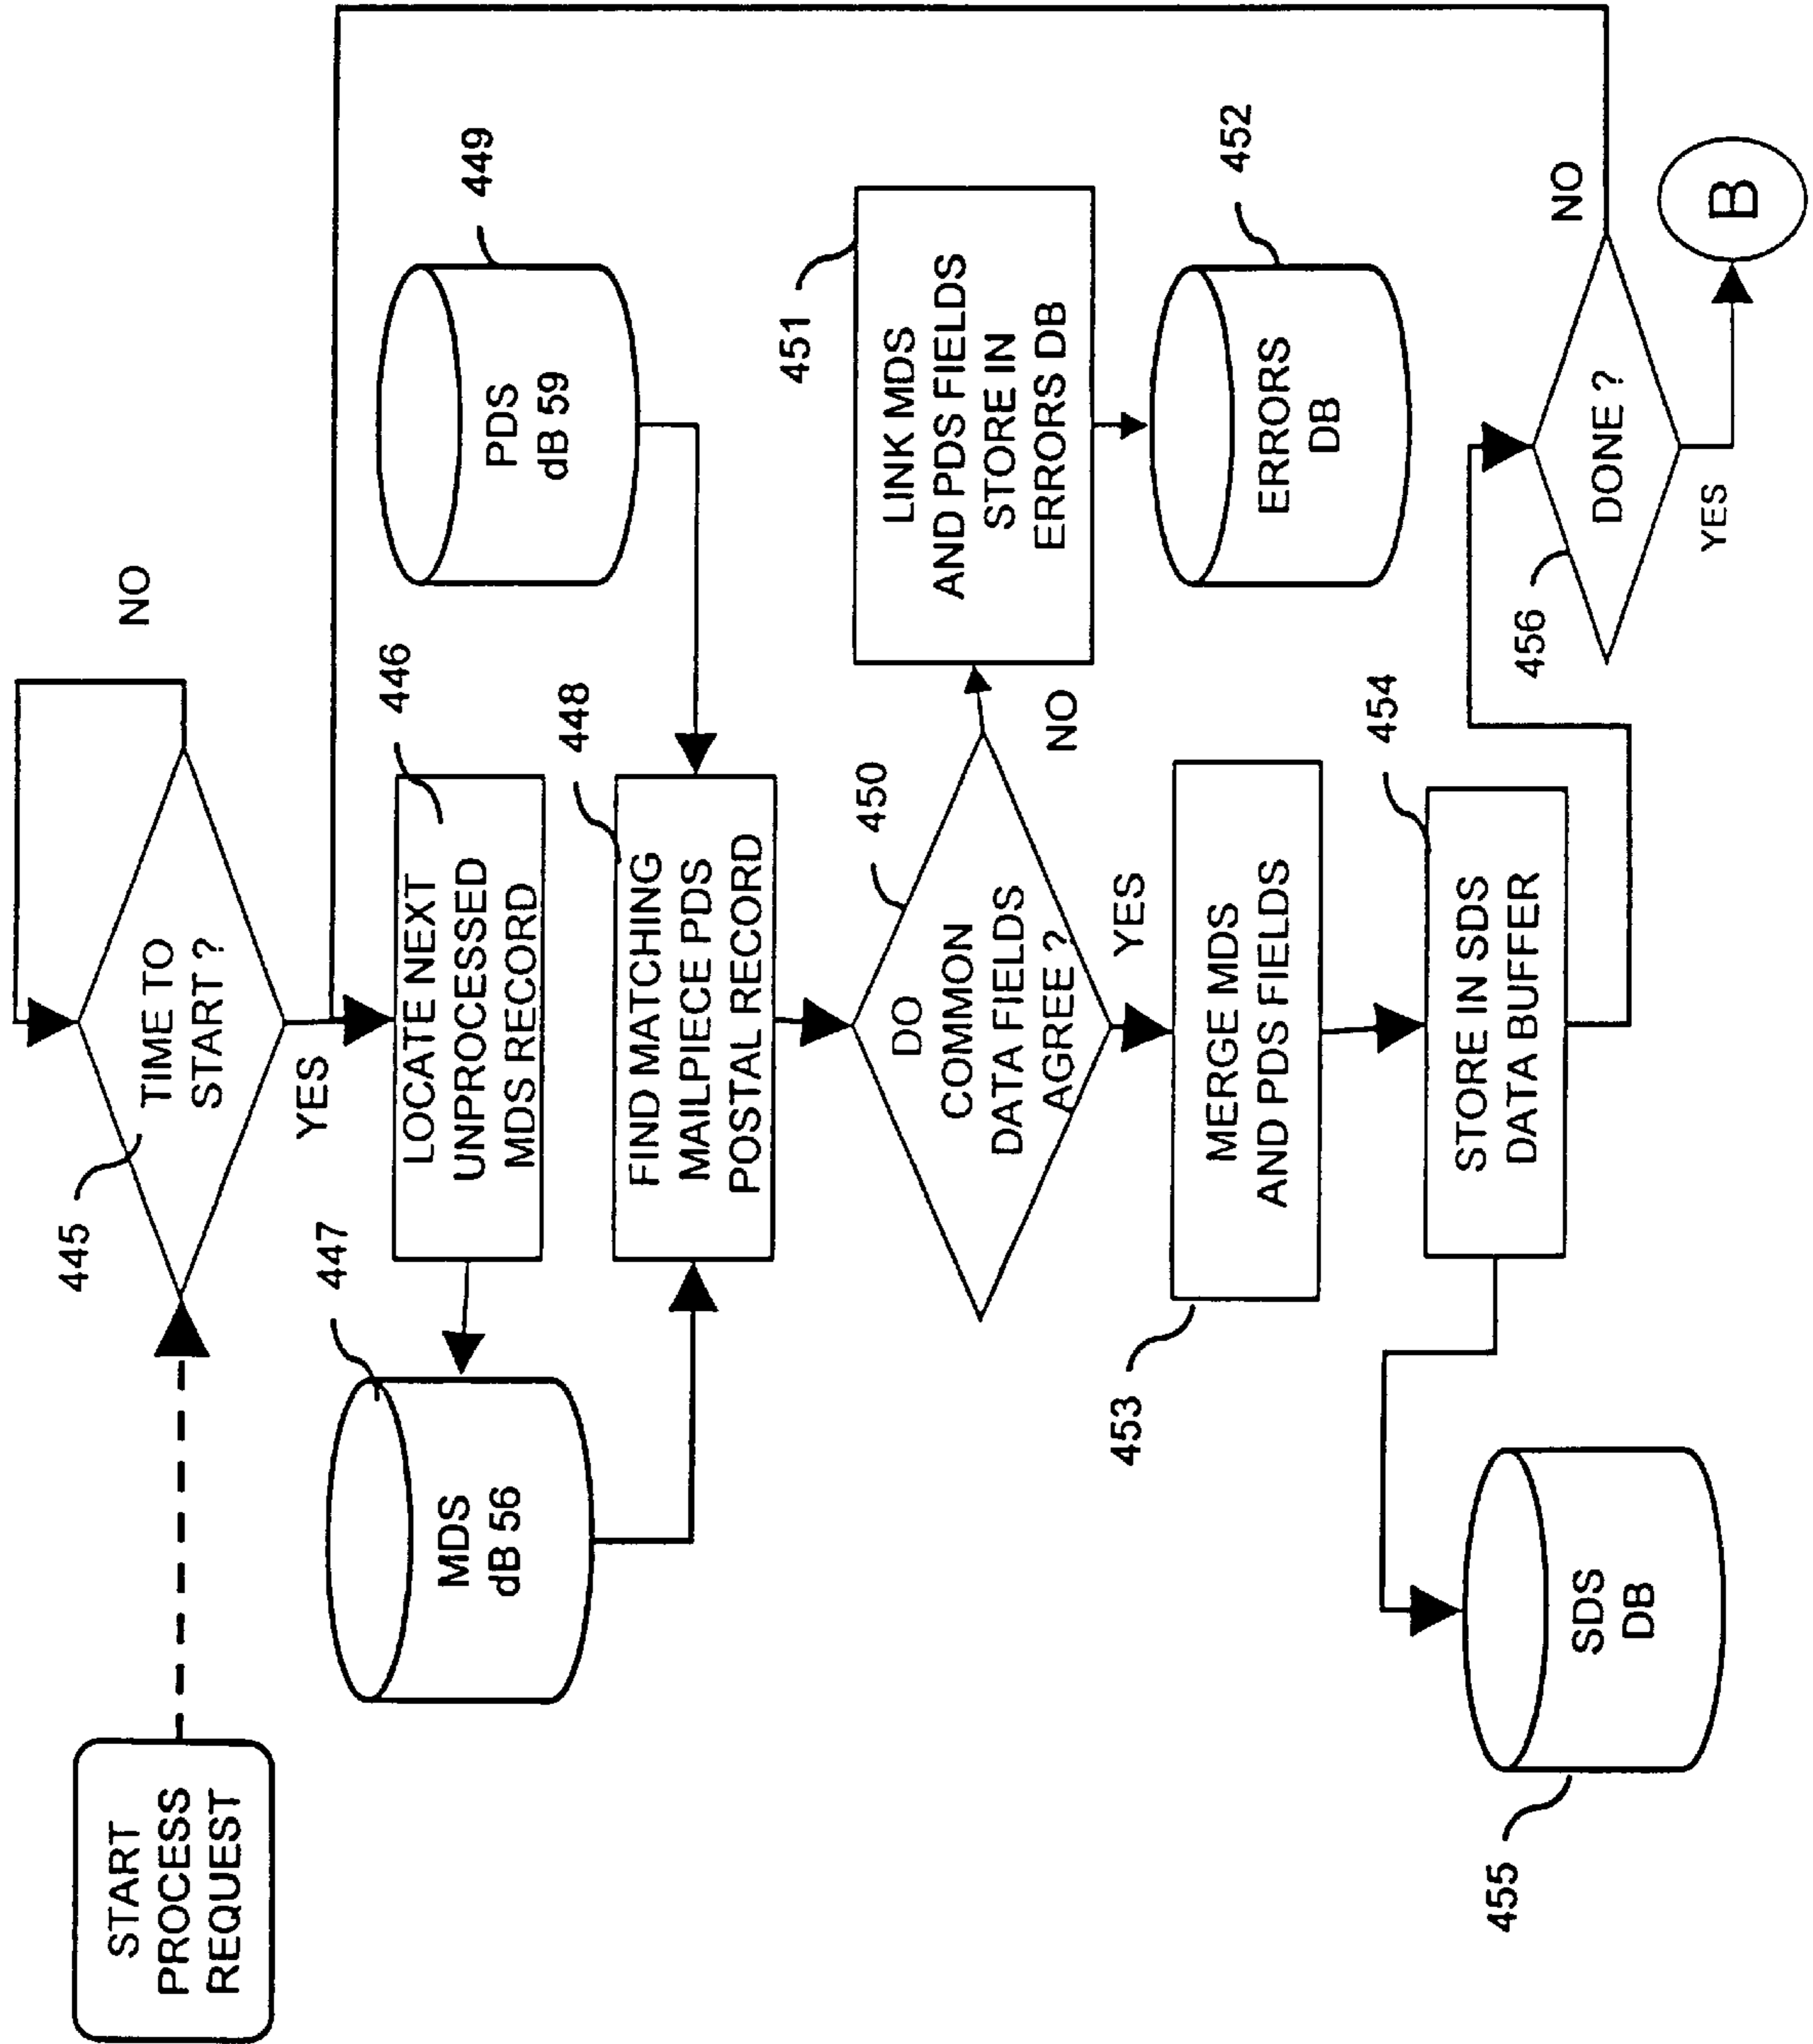 START
PROCESS
REQUEST
445
TIME TO
START ?
NO
YES
446
LOCATE NEXT
UNPROCESSED
MDS RECORD
447
MDS
dB 56
448
FIND MATCHING
MAILPIECE PDS
POSTAL RECORD
449
PDS
dB 59
450
DO
COMMON
DATA FIELDS
AGREE ?
NO
YES
451
LINK MDS
AND PDS FIELDS
STORE IN
ERRORS DB
452
ERRORS
DB
453
MERGE MDS
AND PDS FIELDS
454
STORE IN SDS
DATA BUFFER
455
SDS
DB
456
DONE ?
NO
YES
B